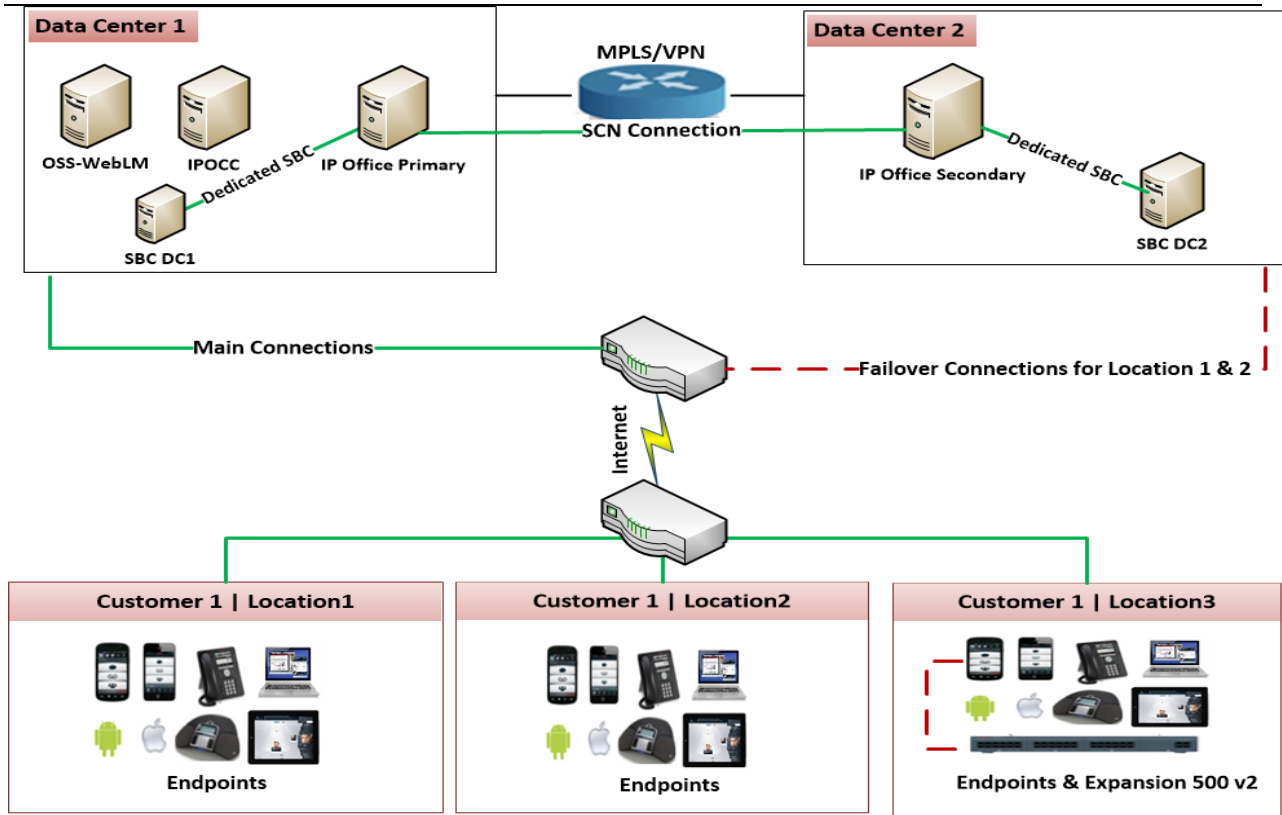 Data Center 1
OSS-WebLM
IPOCC
IP Office Primary
Dedicated SBC
SBC DC1
MPLS/VPN
SCN Connection
Data Center 2
IP Office Secondary
Dedicated SBC
SBC DC2
Main Connections
Failover Connections for Location 1 & 2
Internet
Customer 1 | Location1
Endpoints
Customer 1 | Location2
Endpoints
Customer 1 | Location3
Endpoints & Expansion 500 v2